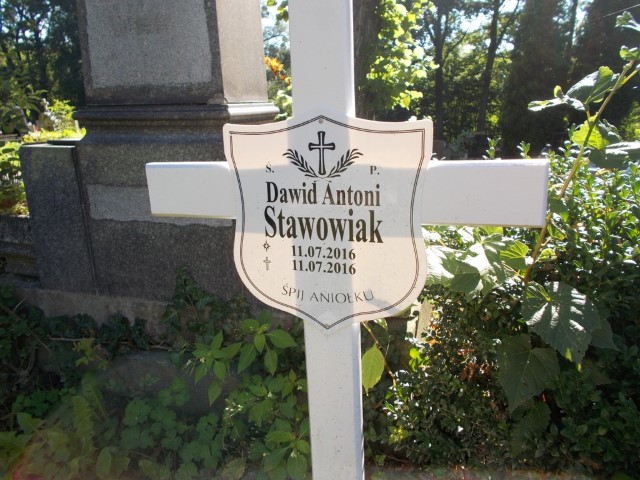 Ś. P.
Dawid Antoni
Stawowiak
11.07.2016
11.07.2016
ŚPIJ ANIOŁKU